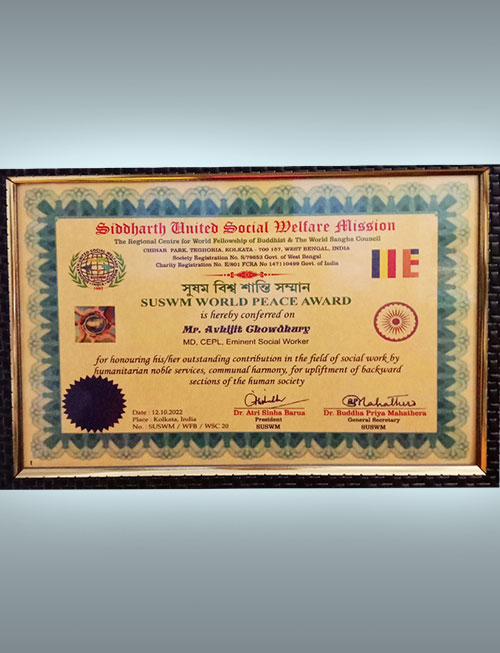 Siddharth United Social Welfare Mission
The Regional Centre for World Fellowship of Buddhist & The World Sangha Council
CHINAR PARK, TEGHORIA, KOLKATA - 700 157, WEST BENGAL, INDIA
Society Registration No. S/79653 Govt. of West Bengal
Charity Registration No. E/801 FCRA No 147110499 Govt. of India
সুষম বিশ্ব শান্তি সম্মান
SUSWM WORLD PEACE AWARD
is hereby conferred on
Mr. Avhijit Chowdhury
MD, CEPL, Eminent Social Worker
for honouring his/her outstanding contribution in the field of social work by
humanitarian noble services, communal harmony, for upliftment of backward
sections of the human society
Date : 12.10.2022
Place : Kolkata, India
No. : SUSWM / WFB / WSC 20
Dr. Atri Sinha Barua
President
SUSWM
Dr. Buddha Priya Mahathera
General Secretary
SUSWM